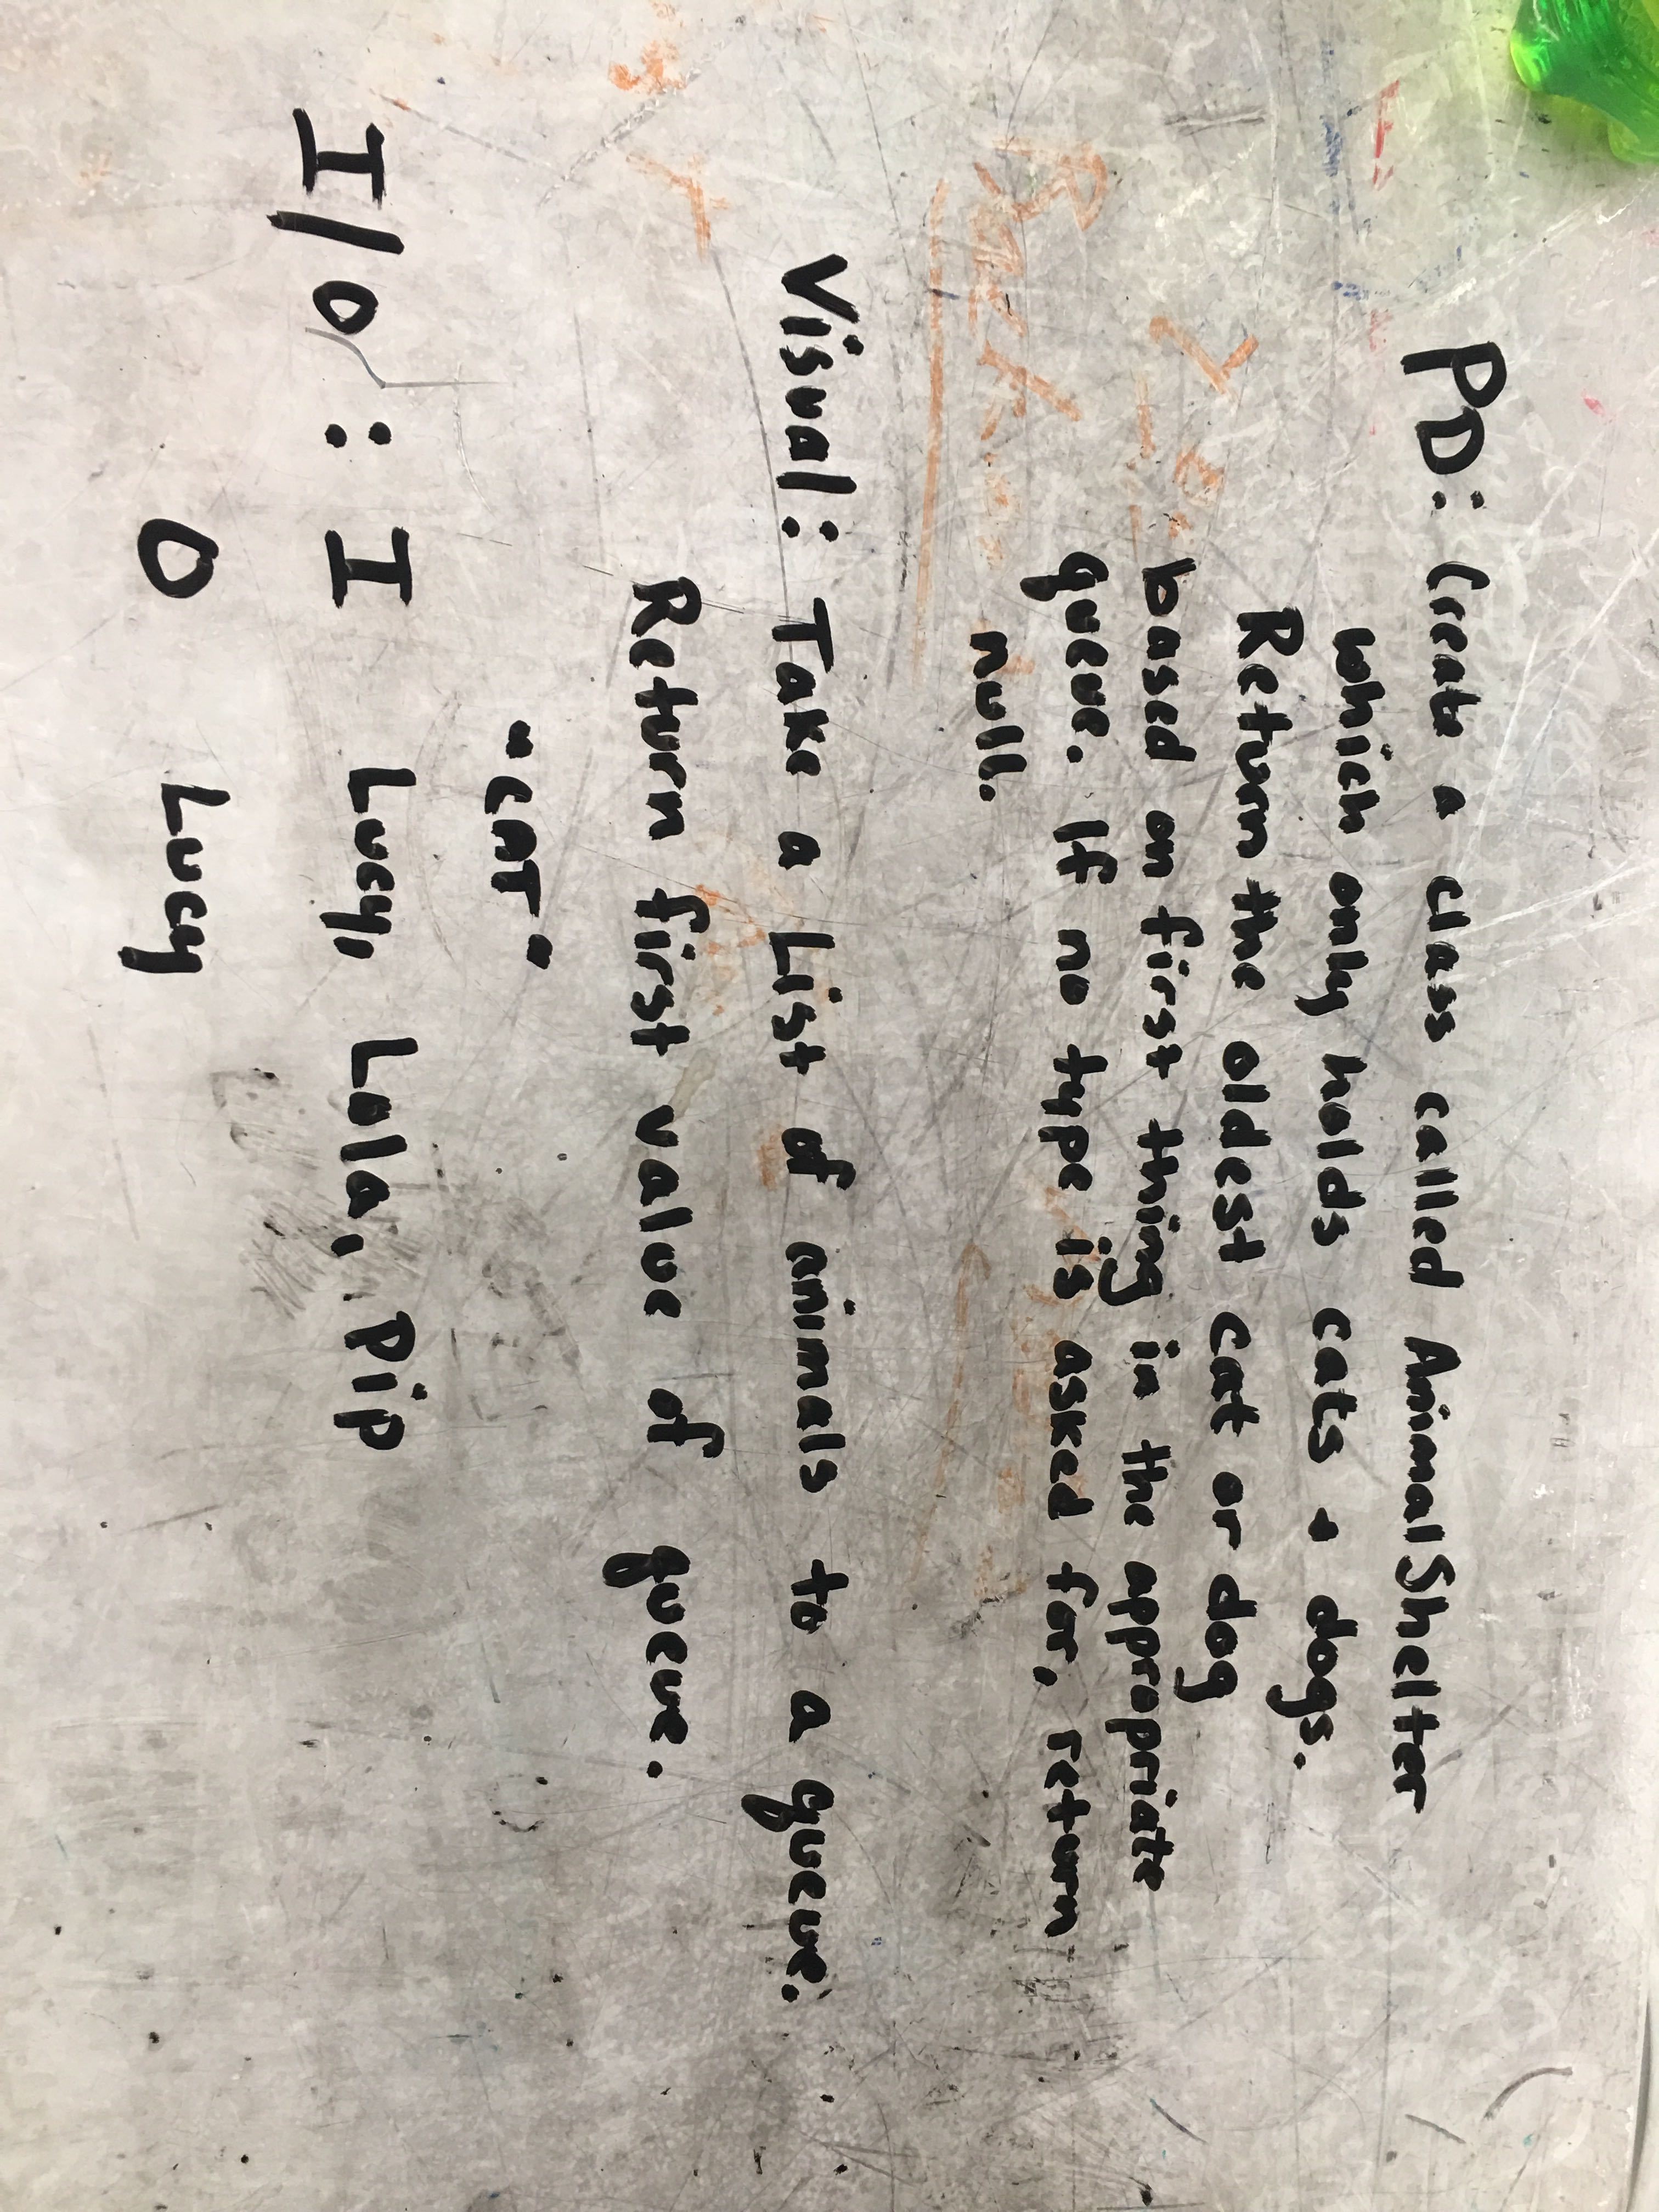 PD: Create a class called AnimalShelter
which only holds cats + dogs.
Return the oldest cat or dog
based on first thing in the appropriate
queue. If no type is asked for, return
null.
Visual: Take a List of animals to a queue.
Return first value of queue.
"CAT"
I/O: I Lucy, Lola, Pip
O Lucy